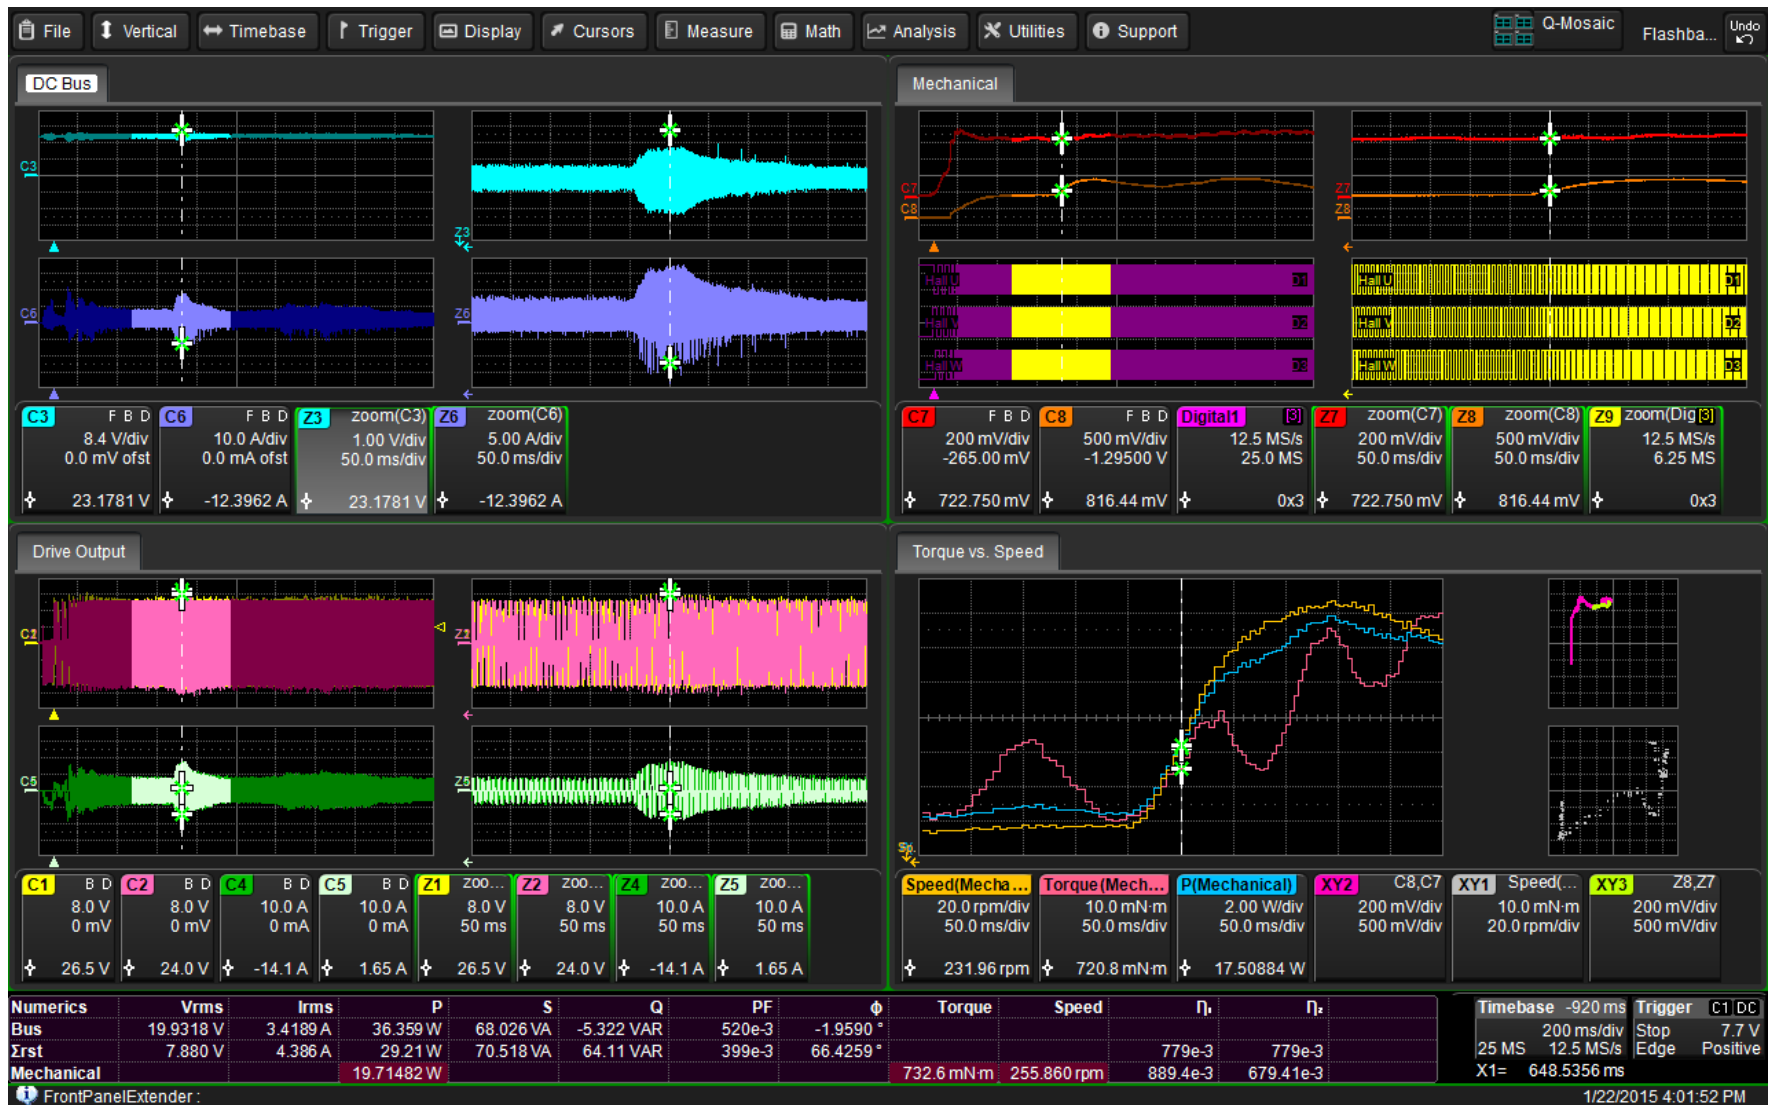 File Vertical Timebase Trigger Display Cursors Measure Math Analysis Utilities Support Q-Mosaic Flashba... Undo
DC Bus
C3
Z3
C6
Z6
C3 F B D
8.4 V/div
0.0 mV ofst
23.1781 V
C6 F B D
10.0 A/div
0.0 mA ofst
-12.3962 A
Z3 zoom(C3)
1.00 V/div
50.0 ms/div
23.1781 V
Z6 zoom(C6)
5.00 A/div
50.0 ms/div
-12.3962 A
Mechanical
C7
C8
Z7
Z8
Hall U D1
Hall V D2
Hall W D3
Hall U D1
Hall V D2
Hall W D3
C7 F B D
200 mV/div
-265.00 mV
722.750 mV
C8 F B D
500 mV/div
-1.29500 V
816.44 mV
Digital1 [3]
12.5 MS/s
25.0 MS
0x3
Z7 zoom(C7)
200 mV/div
50.0 ms/div
722.750 mV
Z8 zoom(C8)
500 mV/div
50.0 ms/div
816.44 mV
Z9 zoom(Dig [3]
12.5 MS/s
6.25 MS
0x3
Drive Output
C5
Z5
C1 B D
8.0 V
0 mV
26.5 V
C2 B D
8.0 V
0 mV
24.0 V
C4 B D
10.0 A
0 mA
-14.1 A
C5 B D
10.0 A
0 mA
1.65 A
Z1 zoo...
8.0 V
50 ms
26.5 V
Z2 zoo...
8.0 V
50 ms
24.0 V
Z4 zoo...
10.0 A
50 ms
-14.1 A
Z5 zoo...
10.0 A
50 ms
1.65 A
Torque vs. Speed
Speed(Mecha...
20.0 rpm/div
50.0 ms/div
231.96 rpm
Torque(Mech...
10.0 mN·m
50.0 ms/div
720.8 mN·m
P(Mechanical)
2.00 W/div
50.0 ms/div
17.50884 W
XY2 C8,C7
200 mV/div
500 mV/div
XY1 Speed(...
10.0 mN·m
20.0 rpm/div
XY3 Z8,Z7
200 mV/div
500 mV/div
Numerics Vrms Irms P S Q PF ϕ Torque Speed η₁ η₂
Bus 19.9318 V 3.4189 A 36.359 W 68.026 VA -5.322 VAR 520e-3 -1.9590 °
Σrst 7.880 V 4.386 A 29.21 W 70.518 VA 64.11 VAR 399e-3 66.4259 ° 779e-3 779e-3
Mechanical 19.71482 W 732.6 mN·m 255.860 rpm 889.4e-3 679.41e-3
Timebase -920 ms
200 ms/div
25 MS 12.5 MS/s
Trigger C1 DC
Stop 7.7 V
Edge Positive
X1= 648.5356 ms
FrontPanelExtender :
1/22/2015 4:01:52 PM